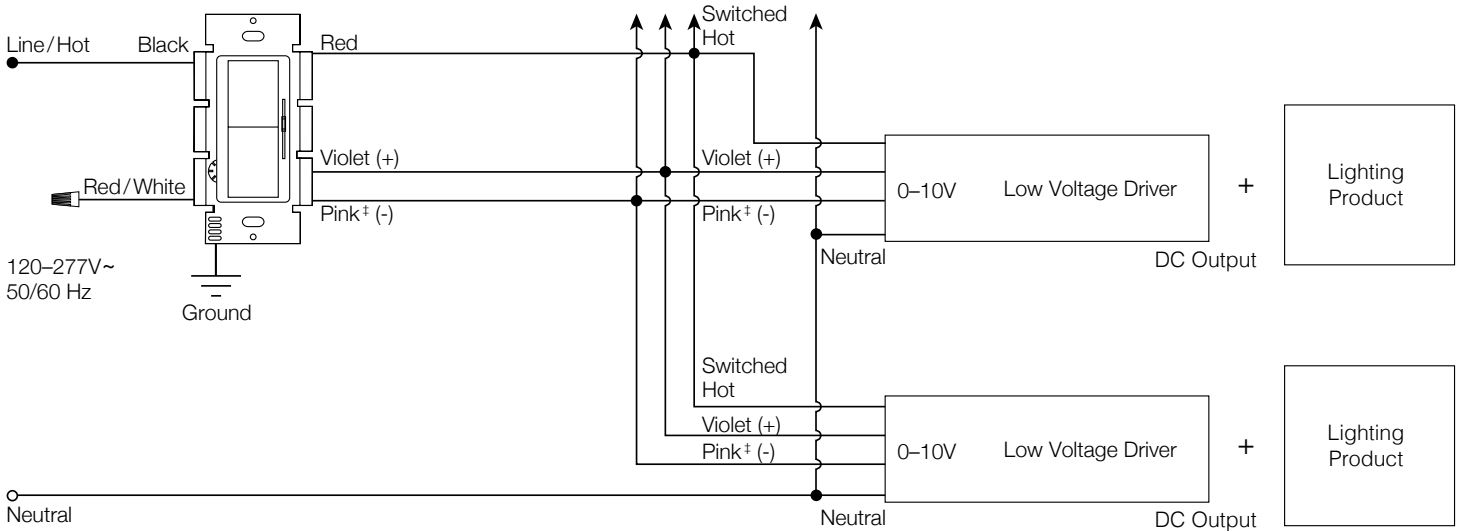 Line/Hot
Black
Red
Switched
Hot
Violet (+)
Violet (+)
Red/White
Pink‡ (-)
Pink‡ (-)
0–10V
Low Voltage Driver
+
Lighting
Product
Neutral
DC Output
120–277V~
50/60 Hz
Ground
Switched
Hot
Violet (+)
Pink‡ (-)
0–10V
Low Voltage Driver
+
Lighting
Product
Neutral
Neutral
DC Output